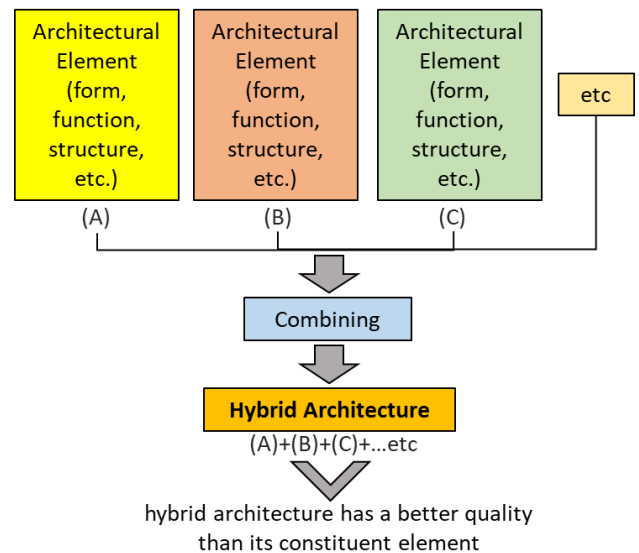 Architectural
Element
(form,
function,
structure,
etc.)
(A)
Architectural
Element
(form,
function,
structure,
etc.)
(B)
Architectural
Element
(form,
function,
structure,
etc.)
(C)
etc
Combining
Hybrid Architecture
(A)+(B)+(C)+...etc
hybrid architecture has a better quality
than its constituent element